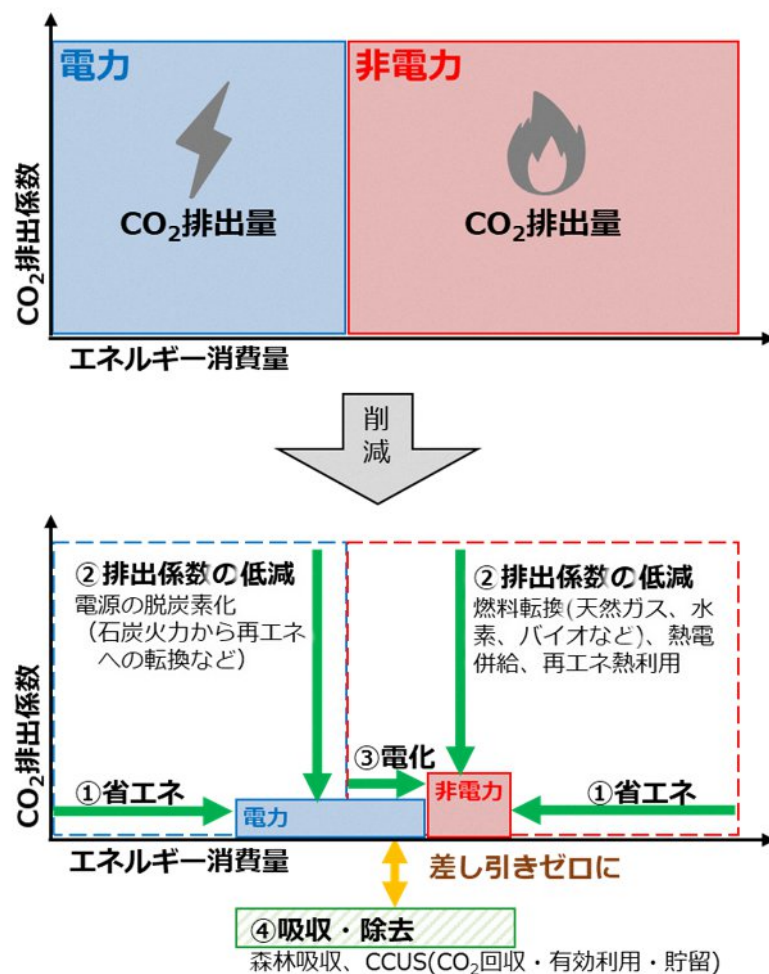 電力
非電力
CO₂排出量
CO₂排出量
CO₂排出係数
エネルギー消費量
削
減
②排出係数の低減
電源の脱炭素化
（石炭火力から再エネ
への転換など）
②排出係数の低減
燃料転換(天然ガス、水
素、バイオなど)、熱電
併給、再エネ熱利用
③電化
①省エネ
電力
非電力
①省エネ
CO₂排出係数
エネルギー消費量
差し引きゼロに
④吸収・除去
森林吸収、CCUS(CO₂回収・有効利用・貯留)